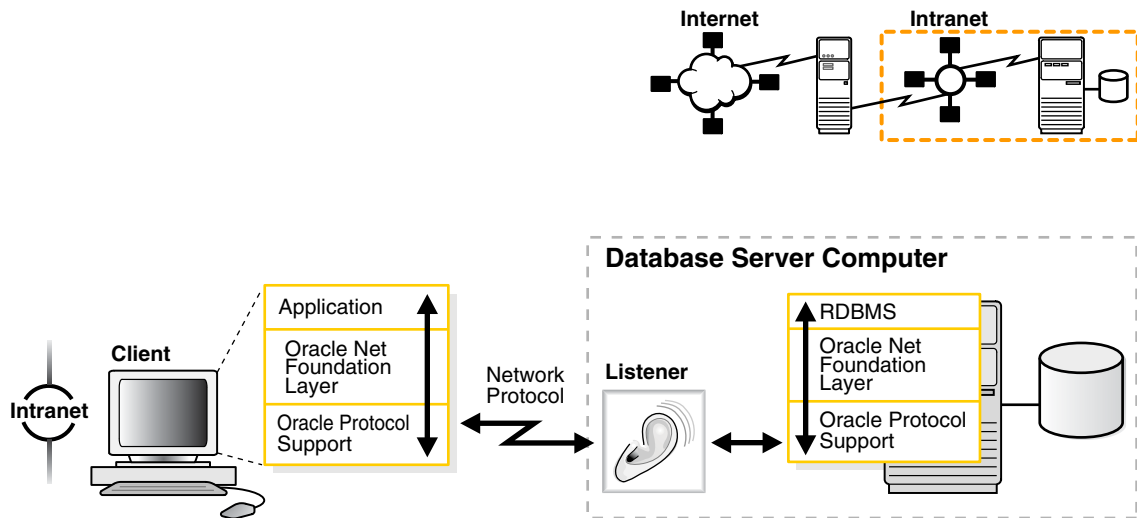 Internet
Intranet
Database Server Computer
Application
Oracle Net
Foundation
Layer
Oracle Protocol
Support
Client
Intranet
Network
Protocol
Listener
RDBMS
Oracle Net
Foundation
Layer
Oracle Protocol
Support